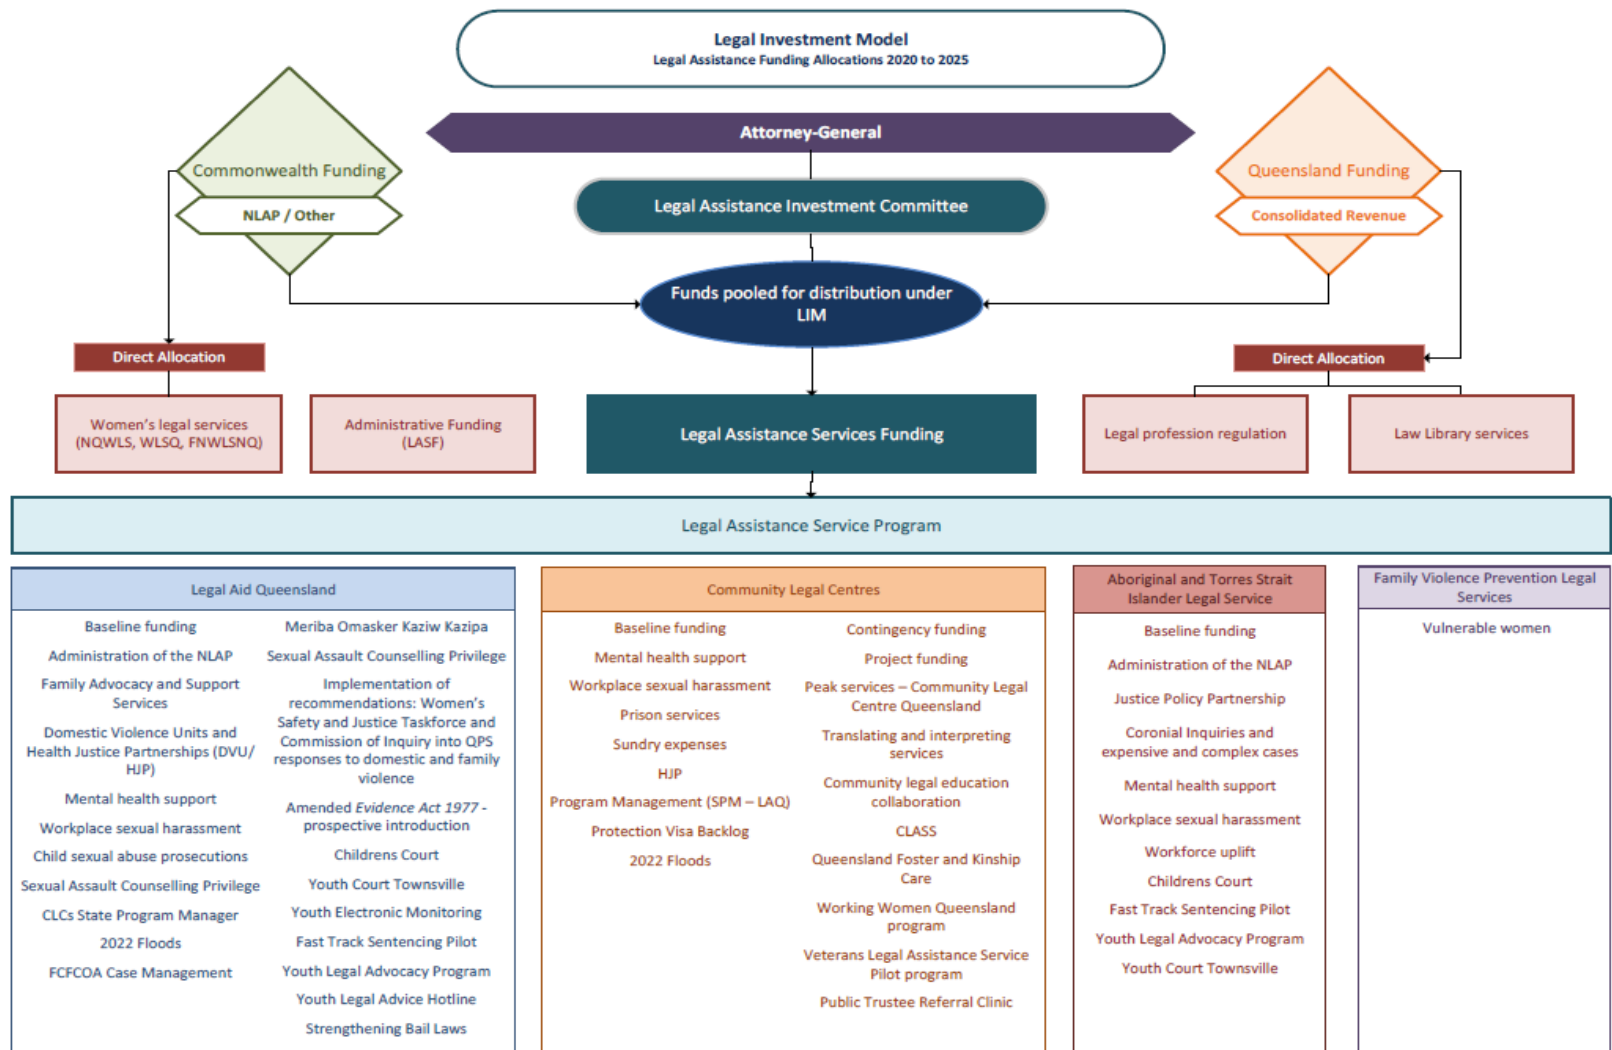 Legal Investment Model
Legal Assistance Funding Allocations 2020 to 2025
Attorney-General
Commonwealth Funding
NLAP / Other
Legal Assistance Investment Committee
Queensland Funding
Consolidated Revenue
Funds pooled for distribution under
LIM
Direct Allocation
Direct Allocation
Women's legal services
(NQWLS, WLSQ, FNWLSNQ)
Administrative Funding
(LASF)
Legal Assistance Services Funding
Legal profession regulation
Law Library services
Legal Assistance Service Program
Legal Aid Queensland
Baseline funding
Administration of the NLAP
Family Advocacy and Support
Services
Domestic Violence Units and
Health Justice Partnerships (DVU/
HJP)
Mental health support
Workplace sexual harassment
Child sexual abuse prosecutions
Sexual Assault Counselling Privilege
CLCs State Program Manager
2022 Floods
FCFCOA Case Management
Meriba Omasker Kaziw Kazipa
Sexual Assault Counselling Privilege
Implementation of
recommendations: Women's
Safety and Justice Taskforce and
Commission of Inquiry into QPS
responses to domestic and family
violence
Amended Evidence Act 1977 -
prospective introduction
Childrens Court
Youth Court Townsville
Youth Electronic Monitoring
Fast Track Sentencing Pilot
Youth Legal Advocacy Program
Youth Legal Advice Hotline
Strengthening Bail Laws
Community Legal Centres
Baseline funding
Mental health support
Workplace sexual harassment
Prison services
Sundry expenses
HJP
Program Management (SPM – LAQ)
Protection Visa Backlog
2022 Floods
Contingency funding
Project funding
Peak services – Community Legal
Centre Queensland
Translating and interpreting
services
Community legal education
collaboration
CLASS
Queensland Foster and Kinship
Care
Working Women Queensland
program
Veterans Legal Assistance Service
Pilot program
Public Trustee Referral Clinic
Aboriginal and Torres Strait
Islander Legal Service
Baseline funding
Administration of the NLAP
Justice Policy Partnership
Coronial Inquiries and
expensive and complex cases
Mental health support
Workplace sexual harassment
Workforce uplift
Childrens Court
Fast Track Sentencing Pilot
Youth Legal Advocacy Program
Youth Court Townsville
Family Violence Prevention Legal
Services
Vulnerable women